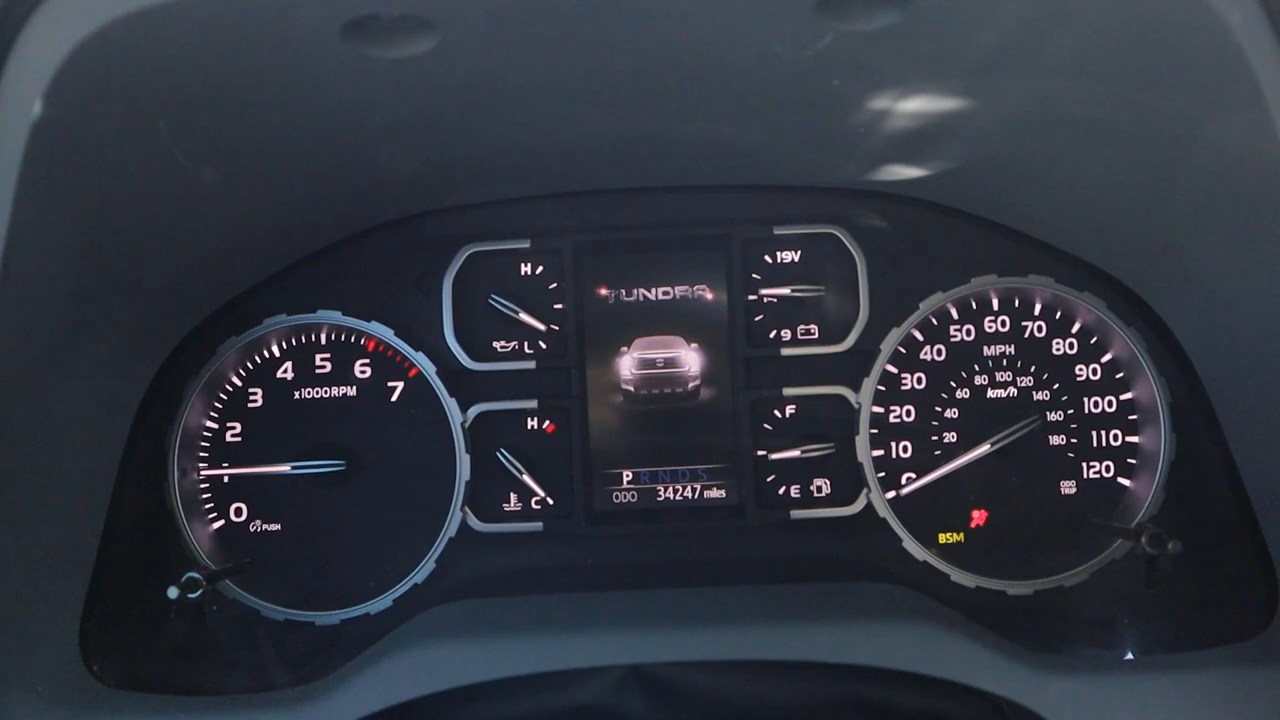 0
1
2
3
4
5
6
7
x1000RPM
PUSH
H
L
H
C
TUNDRA
P R N D S
ODO 34247 miles
19V
9
F
E
0
10
20
30
40
50
60
70
80
90
100
110
120
MPH
20
40
60
80
100
120
140
160
180
km/h
ODO
TRIP
BSM